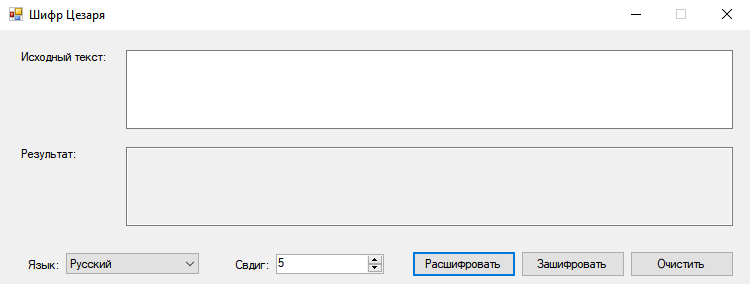 Шифр Цезаря
Исходный текст:
Результат:
Язык: Русский Свдиг: 5 Расшифровать Зашифровать Очистить